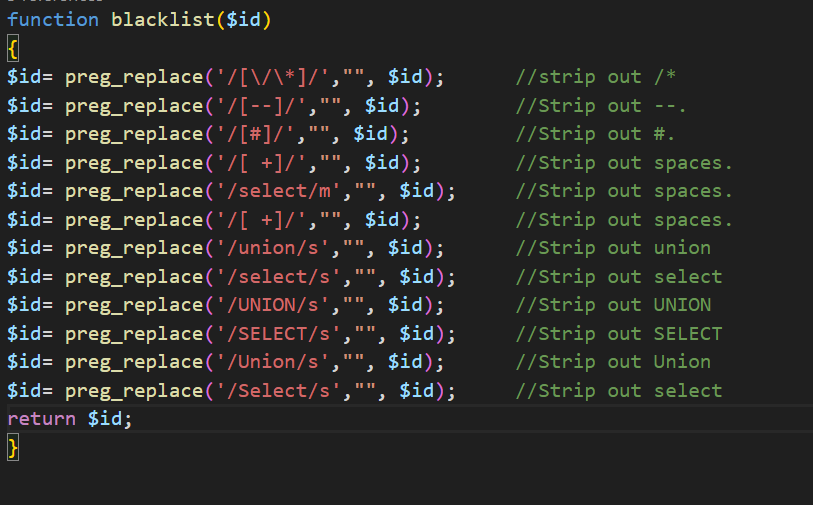 function blacklist($id)
{
$id= preg_replace('/[\/\*]/',"", $id);      //strip out /*
$id= preg_replace('/[--]/',"", $id);      //Strip out --.
$id= preg_replace('/[#]/',"", $id);         //Strip out #.
$id= preg_replace('/[ +]/',"", $id);      //Strip out spaces.
$id= preg_replace('/select/m',"", $id);     //Strip out spaces.
$id= preg_replace('/[ +]/',"", $id);      //Strip out spaces.
$id= preg_replace('/union/s',"", $id);      //Strip out union
$id= preg_replace('/select/s',"", $id);     //Strip out select
$id= preg_replace('/UNION/s',"", $id);      //Strip out UNION
$id= preg_replace('/SELECT/s',"", $id);     //Strip out SELECT
$id= preg_replace('/Union/s',"", $id);      //Strip out Union
$id= preg_replace('/Select/s',"", $id);     //Strip out select
return $id;
}